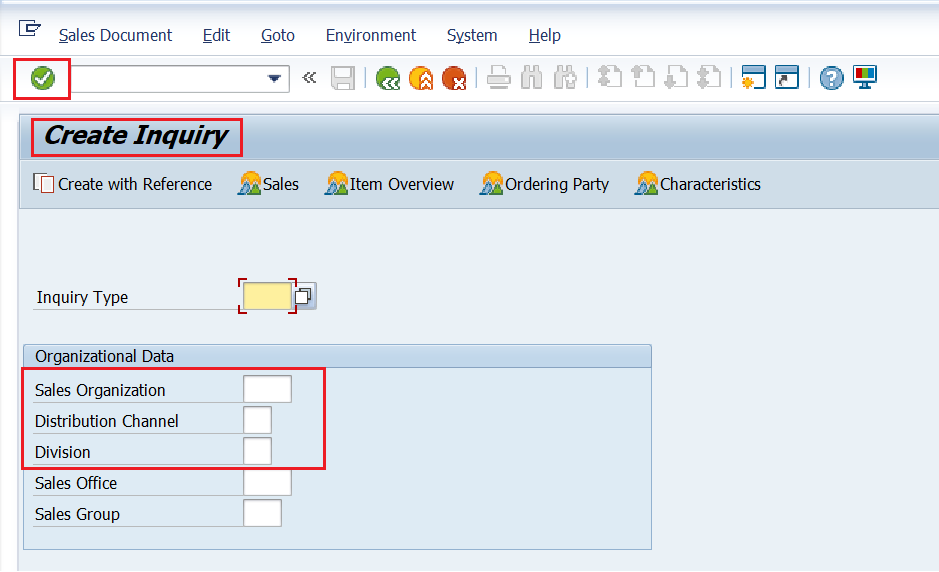 Sales Document Edit Goto Environment System Help
Create Inquiry
Create with Reference Sales Item Overview Ordering Party Characteristics
Inquiry Type
Organizational Data
Sales Organization
Distribution Channel
Division
Sales Office
Sales Group